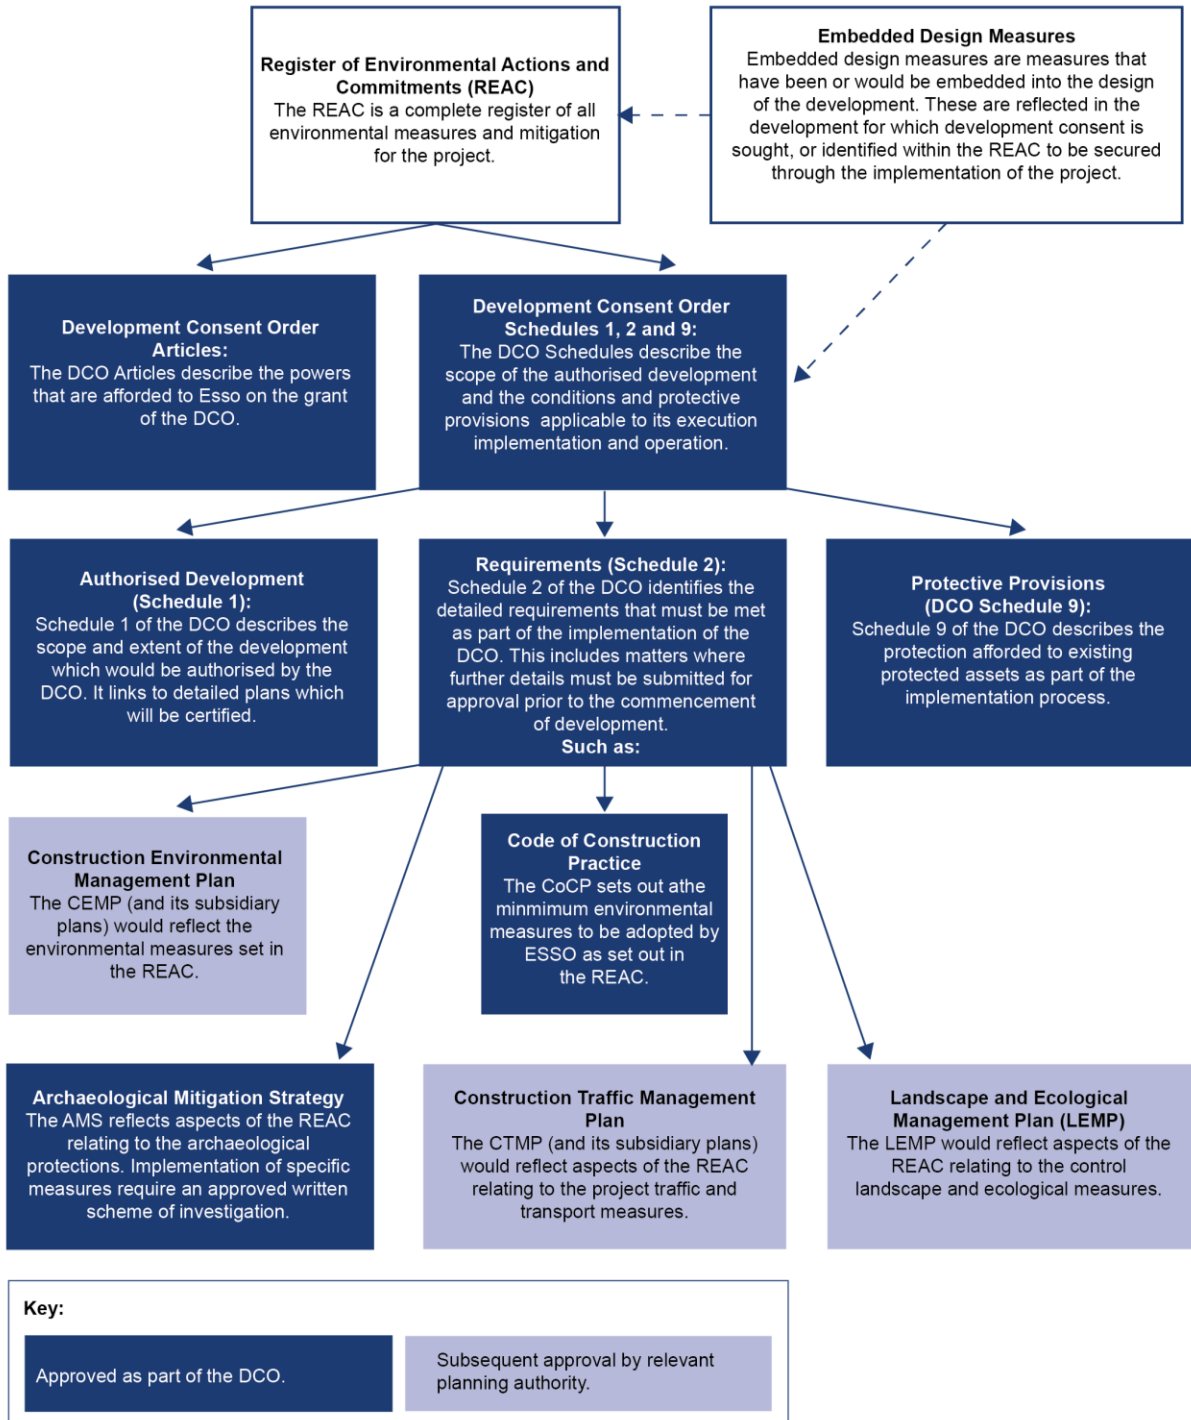 Register of Environmental Actions and
Commitments (REAC)
The REAC is a complete register of all
environmental measures and mitigation
for the project.
Embedded Design Measures
Embedded design measures are measures that
have been or would be embedded into the design
of the development. These are reflected in the
development for which development consent is
sought, or identified within the REAC to be secured
through the implementation of the project.
Development Consent Order
Articles:
The DCO Articles describe the powers
that are afforded to Esso on the grant
of the DCO.
Development Consent Order
Schedules 1, 2 and 9:
The DCO Schedules describe the
scope of the authorised development
and the conditions and protective
provisions applicable to its execution
implementation and operation.
Authorised Development
(Schedule 1):
Schedule 1 of the DCO describes the
scope and extent of the development
which would be authorised by the
DCO. It links to detailed plans which
will be certified.
Requirements (Schedule 2):
Schedule 2 of the DCO identifies the
detailed requirements that must be met
as part of the implementation of the
DCO. This includes matters where
further details must be submitted for
approval prior to the commencement
of development.
Such as:
Protective Provisions
(DCO Schedule 9):
Schedule 9 of the DCO describes the
protection afforded to existing
protected assets as part of the
implementation process.
Construction Environmental
Management Plan
The CEMP (and its subsidiary
plans) would reflect the
environmental measures set in
the REAC.
Code of Construction
Practice
The CoCP sets out athe
minmimum environmental
measures to be adopted by
ESSO as set out in
the REAC.
Archaeological Mitigation Strategy
The AMS reflects aspects of the REAC
relating to the archaeological
protections. Implementation of specific
measures require an approved written
scheme of investigation.
Construction Traffic Management
Plan
The CTMP (and its subsidiary plans)
would reflect aspects of the REAC
relating to the project traffic and
transport measures.
Landscape and Ecological
Management Plan (LEMP)
The LEMP would reflect aspects of the
REAC relating to the control
landscape and ecological measures.
Key:
Approved as part of the DCO.
Subsequent approval by relevant
planning authority.